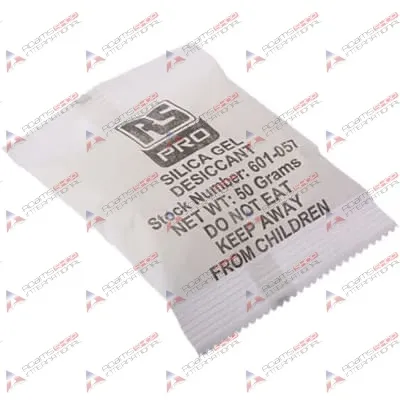 RS
PRO
SILICA GEL
DESICCANT
Stock Number: 601-057
NET WT: 50 Grams
DO NOT EAT
KEEP AWAY
FROM CHILDREN